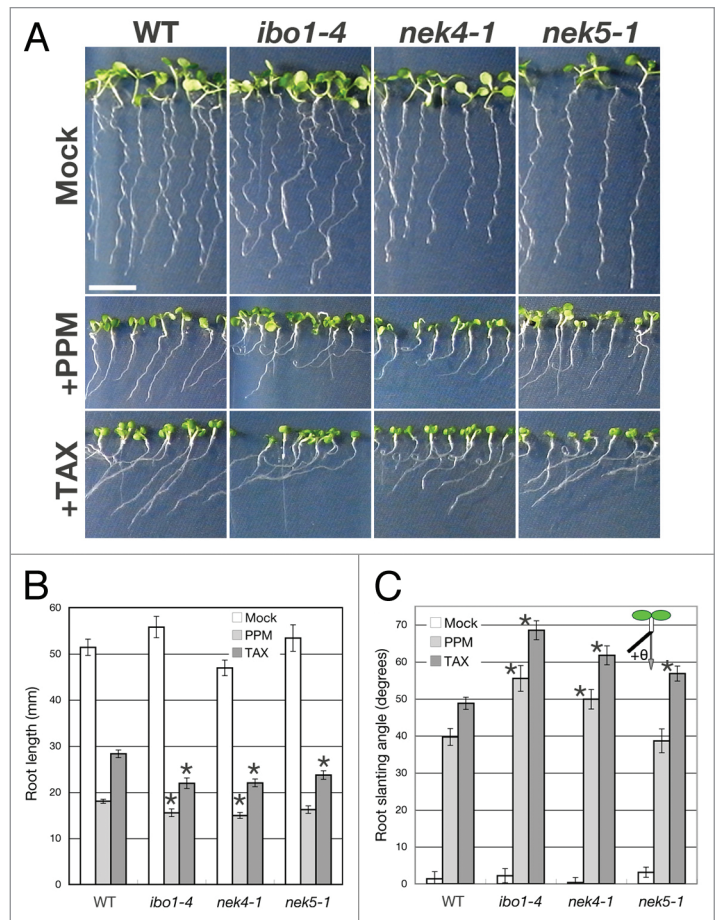 A
WT ibo1-4 nek4-1 nek5-1
Mock
+PPM
+TAX
B
Root length (mm)
60
50
40
30
20
10
0
Mock
PPM
TAX
* * * * *
WT ibo1-4 nek4-1 nek5-1
C
Root slanting angle (degrees)
70
60
50
40
30
20
10
0
Mock
PPM
TAX
+θ
* * * * *
WT ibo1-4 nek4-1 nek5-1